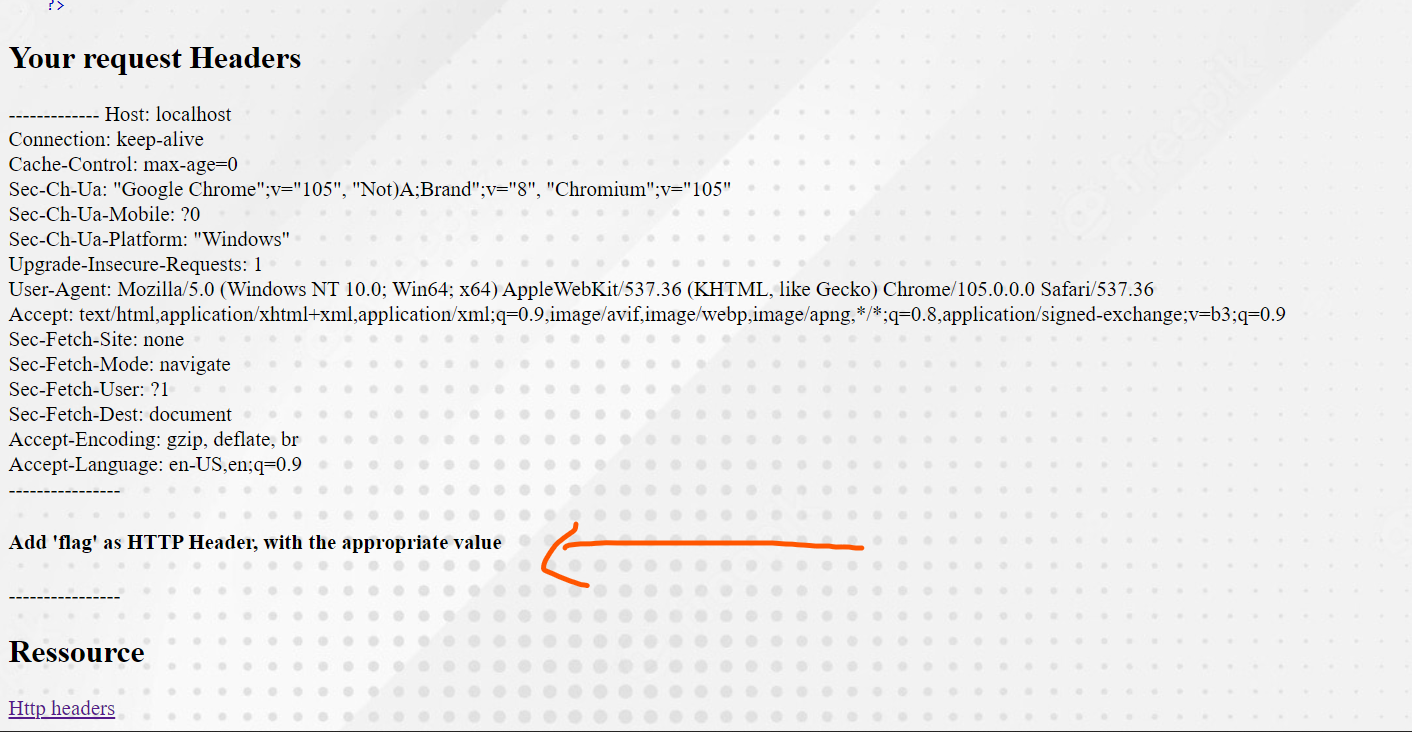 ?>
Your request Headers
------------- Host: localhost
Connection: keep-alive
Cache-Control: max-age=0
Sec-Ch-Ua: "Google Chrome";v="105", "Not)A;Brand";v="8", "Chromium";v="105"
Sec-Ch-Ua-Mobile: ?0
Sec-Ch-Ua-Platform: "Windows"
Upgrade-Insecure-Requests: 1
User-Agent: Mozilla/5.0 (Windows NT 10.0; Win64; x64) AppleWebKit/537.36 (KHTML, like Gecko) Chrome/105.0.0.0 Safari/537.36
Accept: text/html,application/xhtml+xml,application/xml;q=0.9,image/avif,image/webp,image/apng,*/*;q=0.8,application/signed-exchange;v=b3;q=0.9
Sec-Fetch-Site: none
Sec-Fetch-Mode: navigate
Sec-Fetch-User: ?1
Sec-Fetch-Dest: document
Accept-Encoding: gzip, deflate, br
Accept-Language: en-US,en;q=0.9
----------------
Add 'flag' as HTTP Header, with the appropriate value
----------------
Ressource
Http headers
freepik